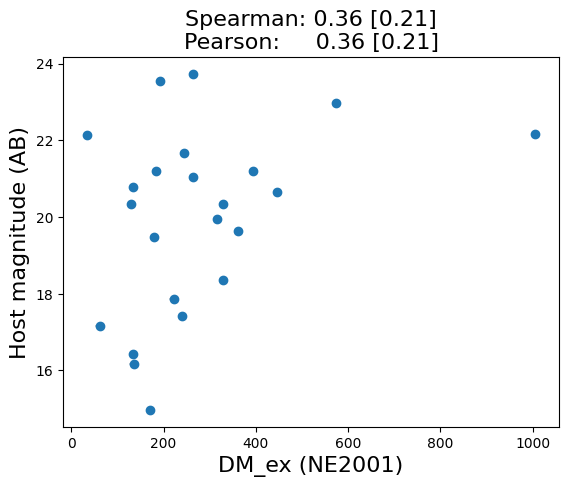 Spearman: 0.36 [0.21]
Pearson: 0.36 [0.21]
24
22
20
18
16
Host magnitude (AB)
0
200
400
600
800
1000
DM_ex (NE2001)